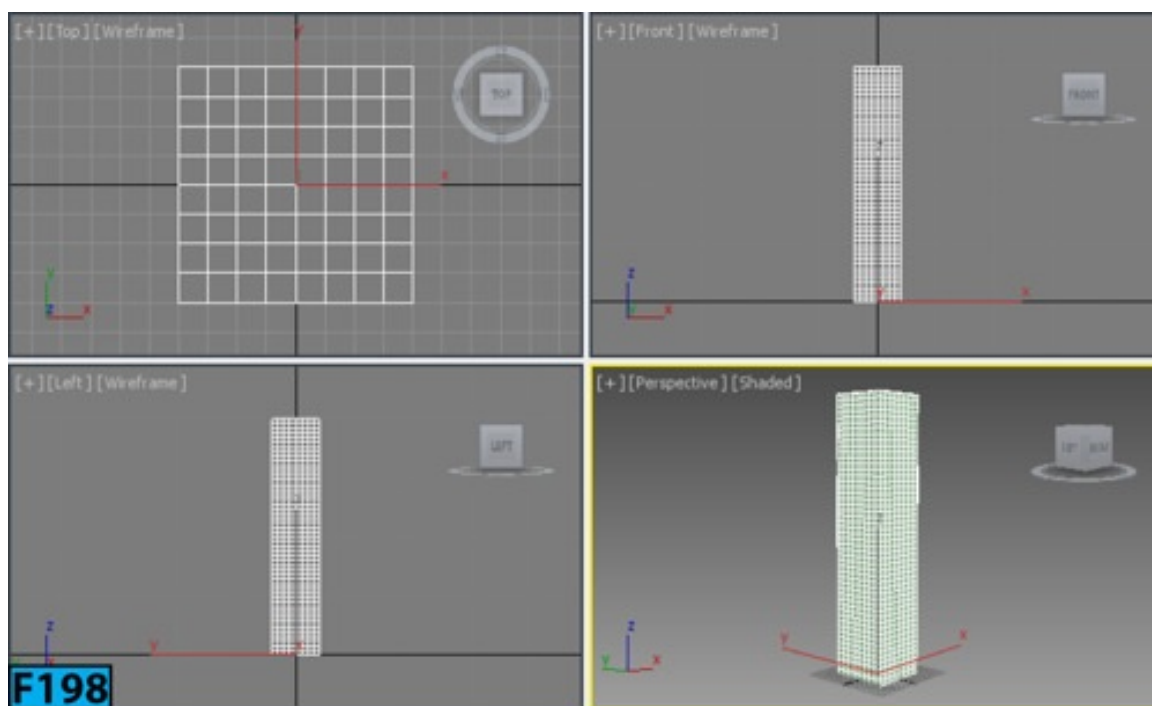 [+][Top][Wireframe]
y
TOP
x
y
z x
[+][Front][Wireframe]
FRONT
z
y x
z
y x
[+][Left][Wireframe]
LEFT
z
y x
z
F198
[+][Perspective][Shaded]
z
y x
z
y x